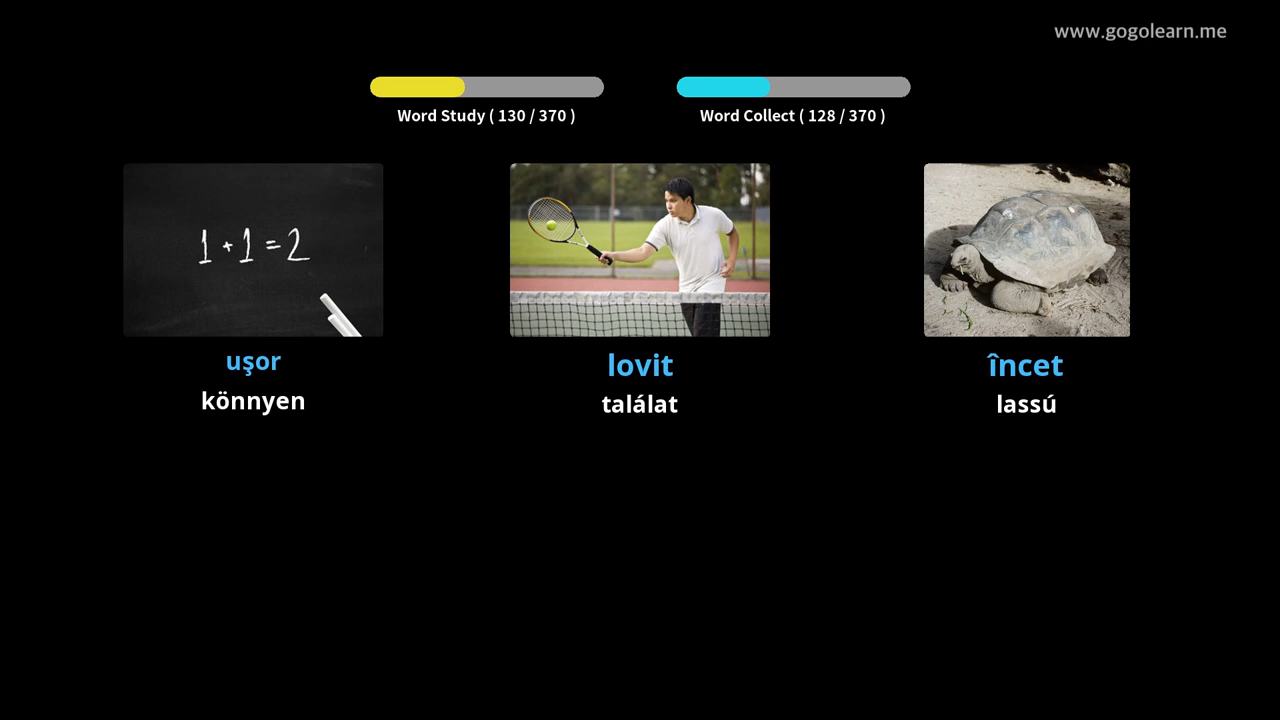 www.gogolearn.me
Word Study ( 130 / 370 )
Word Collect ( 128 / 370 )
1 + 1 = 2
uşor
könnyen
lovit
találat
încet
lassú